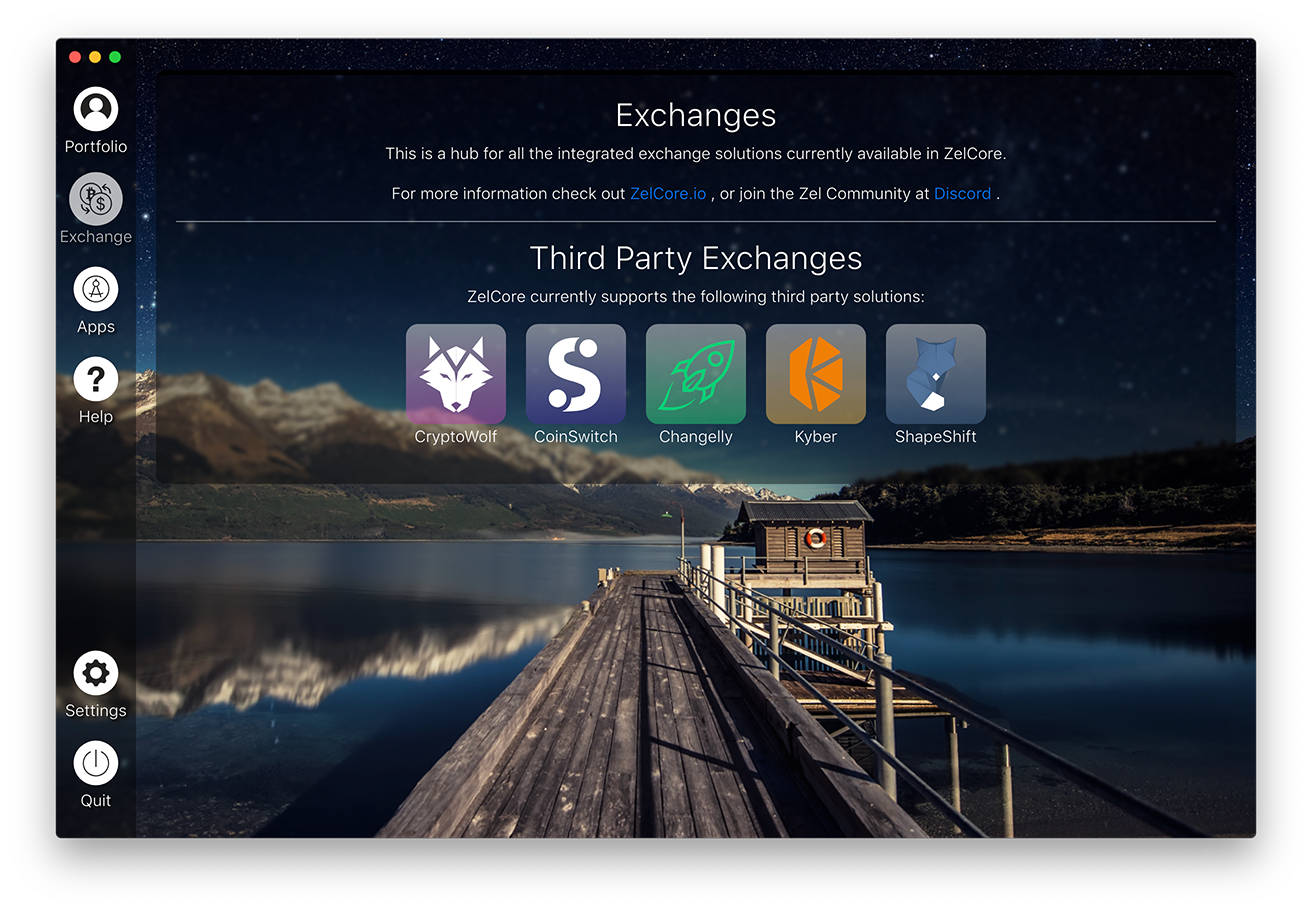 Portfolio
Exchange
Apps
Help
Settings
Quit
Exchanges
This is a hub for all the integrated exchange solutions currently available in ZelCore.
For more information check out ZelCore.io , or join the Zel Community at Discord .
Third Party Exchanges
ZelCore currently supports the following third party solutions:
CryptoWolf
CoinSwitch
Changelly
Kyber
ShapeShift